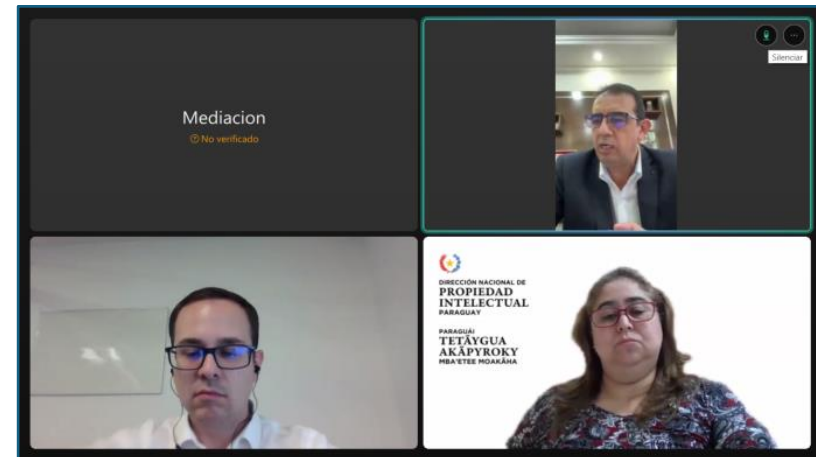 Mediacion
No verificado
Silenciar
DIRECCIÓN NACIONAL DE
PROPIEDAD
INTELECTUAL
PARAGUAY
PARAGUÁI
TETÃYGUA
AKÃPYROKY
MBA'ETEE MOAKÃHA